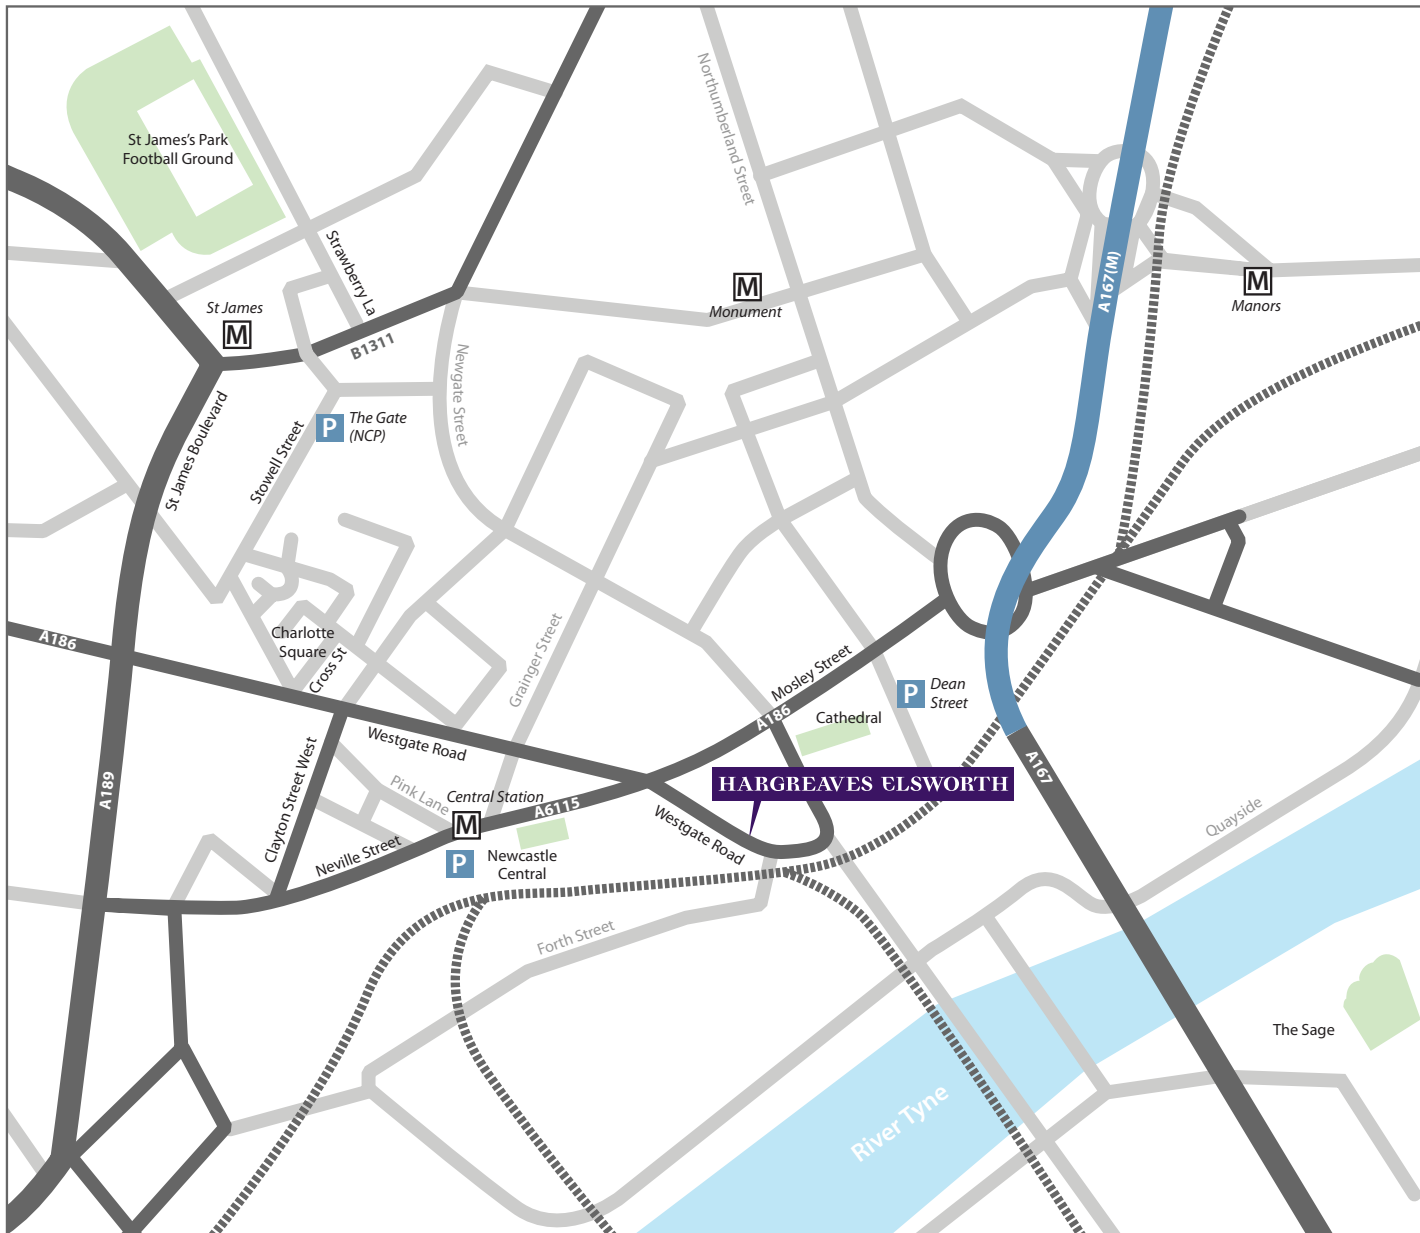 Northumberland Street
St James's Park
Football Ground
Strawberry La
St James
M
B1311
M
Monument
A167(M)
M
Manors
Newgate Street
St James Boulevard
Stowell Street
P
The Gate
(NCP)
A186
Charlotte
Square
Cross St
Grainger Street
Mosley Street
A186
P
Dean
Street
Cathedral
Westgate Road
A189
Clayton Street West
Pink Lane
Central Station
M
A6115
HARGREAVES ELSWORTH
A167
Quayside
Neville Street
P
Newcastle
Central
Westgate Road
Forth Street
The Sage
River Tyne